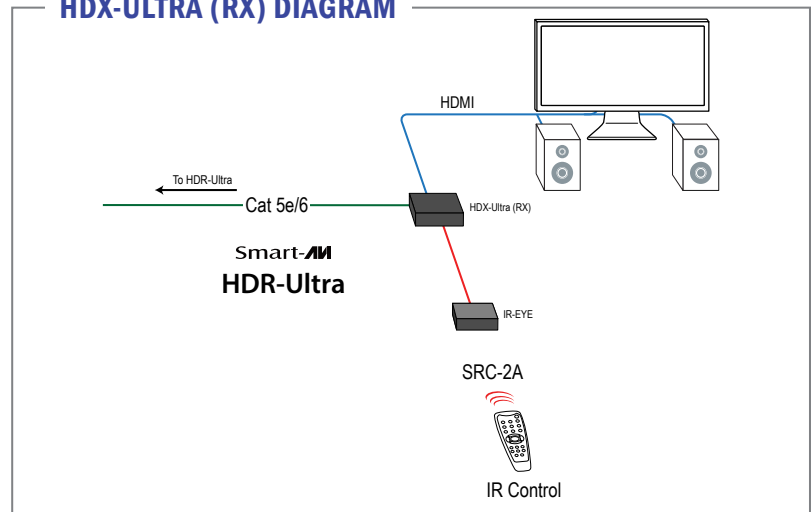 HDX-ULTRA (RX) DIAGRAM
HDMI
To HDR-Ultra
Cat 5e/6
HDX-Ultra (RX)
Smart-AVI
HDR-Ultra
IR-EYE
SRC-2A
IR Control